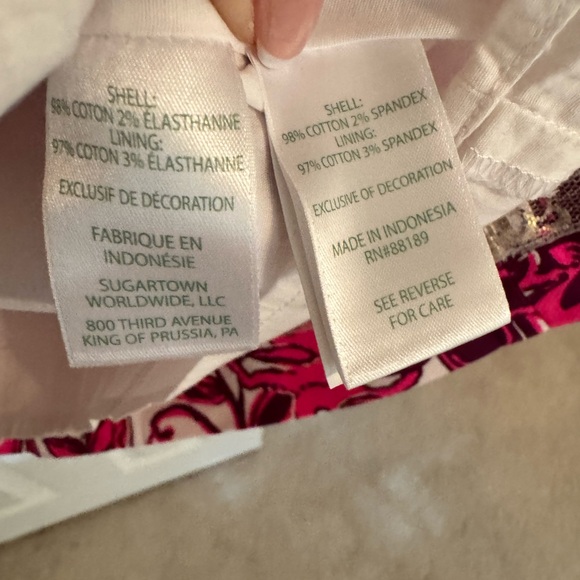 SHELL:
98% COTTON 2% ÉLASTHANNE
LINING:
97% COTTON 3% ÉLASTHANNE
EXCLUSIF DE DÉCORATION
FABRIQUE EN
INDONÉSIE
SUGARTOWN
WORLDWIDE, LLC
800 THIRD AVENUE
KING OF PRUSSIA, PA
SHELL:
98% COTTON 2% SPANDEX
LINING:
97% COTTON 3% SPANDEX
EXCLUSIVE OF DECORATION
MADE IN INDONESIA
RN#88189
SEE REVERSE
FOR CARE